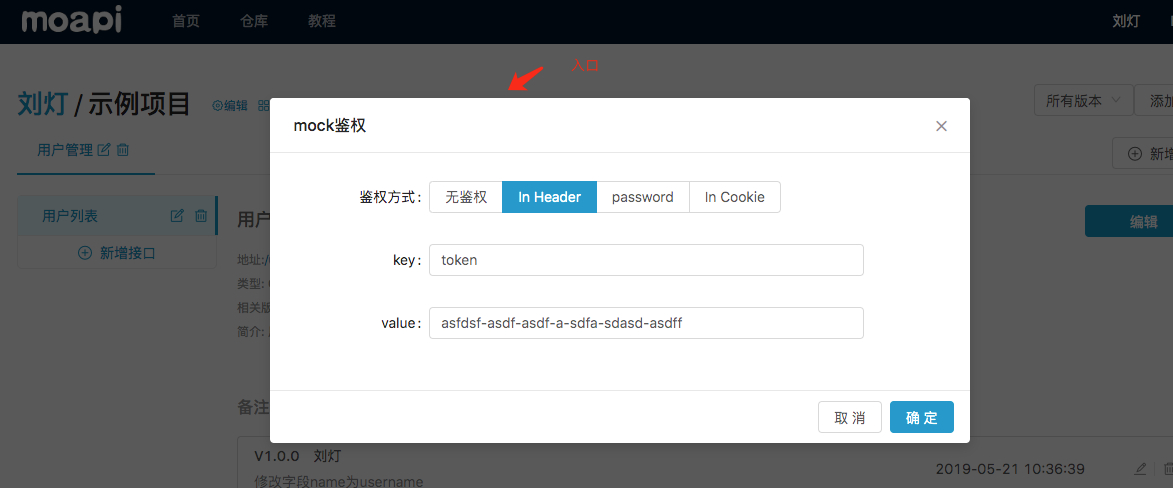 moapi 首页 仓库 教程 刘灯
入口
刘灯 / 示例项目 编辑 所有版本 添加
mock鉴权
用户管理 新增
鉴权方式: 无鉴权 In Header password In Cookie
用户列表 用户 编辑
新增接口
地址:/
key: token
类型:
相关版
value: asfdsf-asdf-asdf-a-sdfa-sdasd-asdff
简介:
备注
取 消 确 定
V1.0.0 刘灯
2019-05-21 10:36:39
修改字段name为username